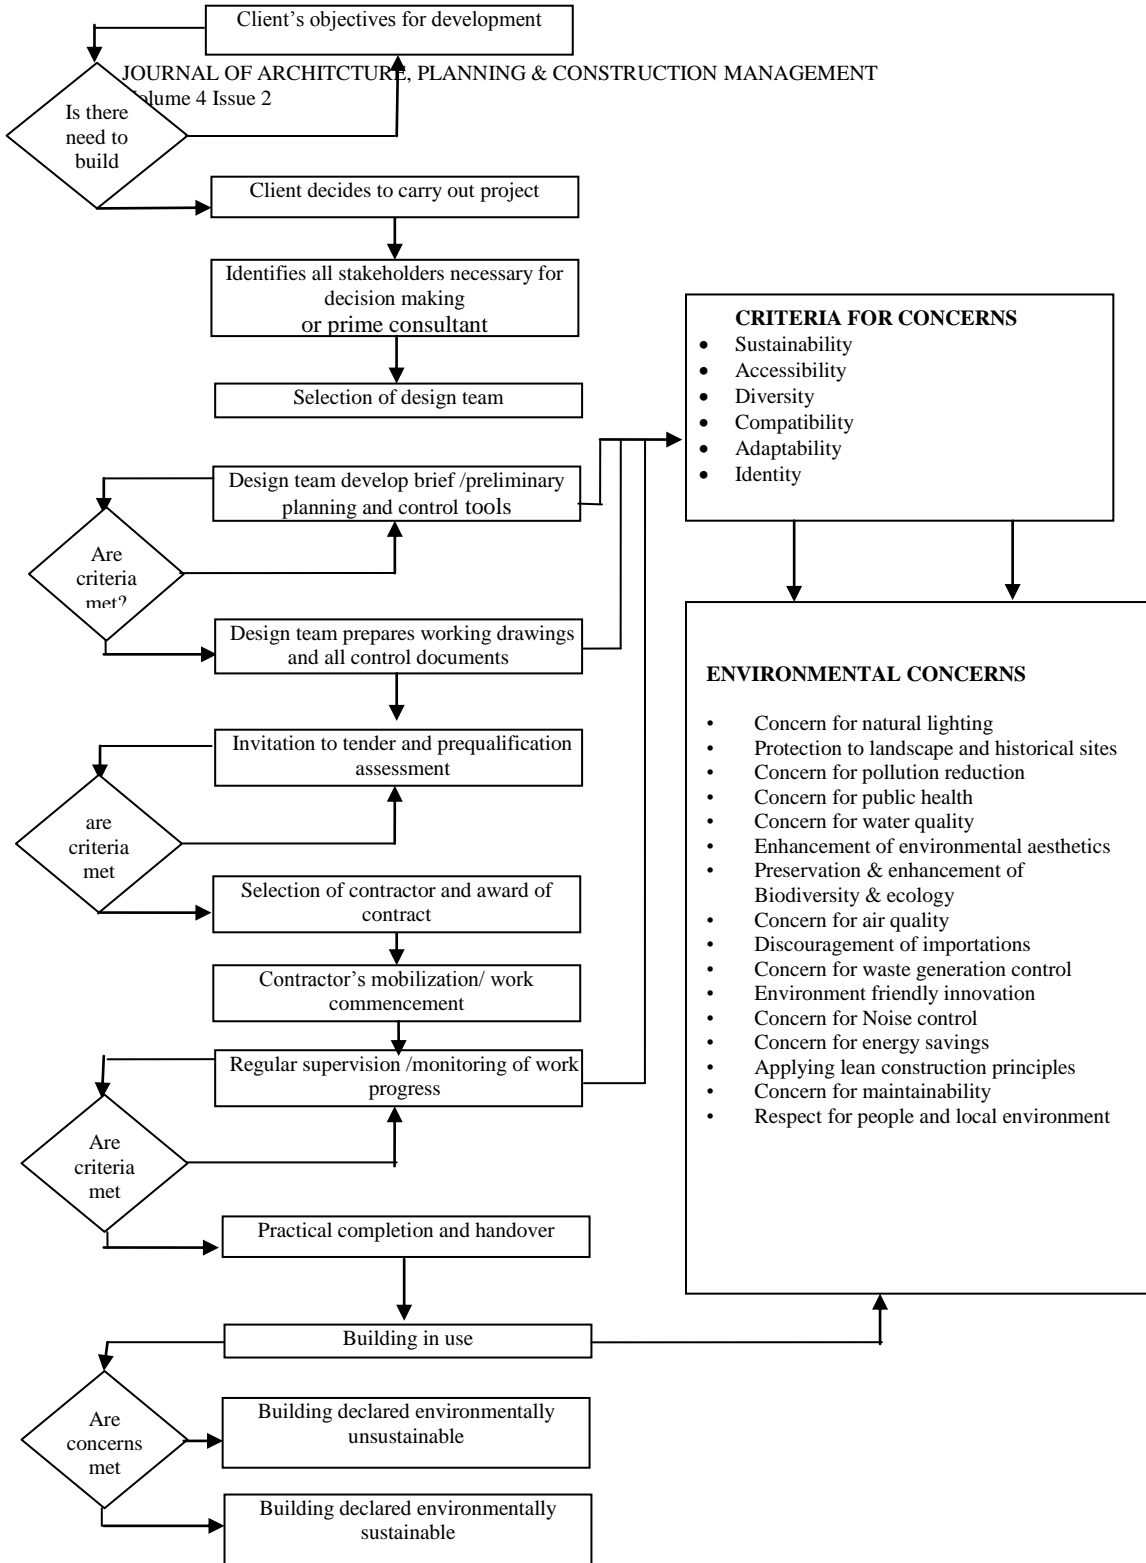 Client’s objectives for development
JOURNAL OF ARCHITCTURE, PLANNING & CONSTRUCTION MANAGEMENT
Volume 4 Issue 2
Is there
need to
build
Client decides to carry out project
Identifies all stakeholders necessary for
decision making
or prime consultant
Selection of design team
Design team develop brief /preliminary
planning and control tools
Are
criteria
met?
Design team prepares working drawings
and all control documents
Invitation to tender and prequalification
assessment
are
criteria
met
Selection of contractor and award of
contract
Contractor’s mobilization/ work
commencement
Regular supervision /monitoring of work
progress
Are
criteria
met
Practical completion and handover
Building in use
Are
concerns
met
Building declared environmentally
unsustainable
Building declared environmentally
sustainable
CRITERIA FOR CONCERNS
• Sustainability
• Accessibility
• Diversity
• Compatibility
• Adaptability
• Identity
ENVIRONMENTAL CONCERNS
• Concern for natural lighting
• Protection to landscape and historical sites
• Concern for pollution reduction
• Concern for public health
• Concern for water quality
• Enhancement of environmental aesthetics
• Preservation & enhancement of
Biodiversity & ecology
• Concern for air quality
• Discouragement of importations
• Concern for waste generation control
• Environment friendly innovation
• Concern for Noise control
• Concern for energy savings
• Applying lean construction principles
• Concern for maintainability
• Respect for people and local environment